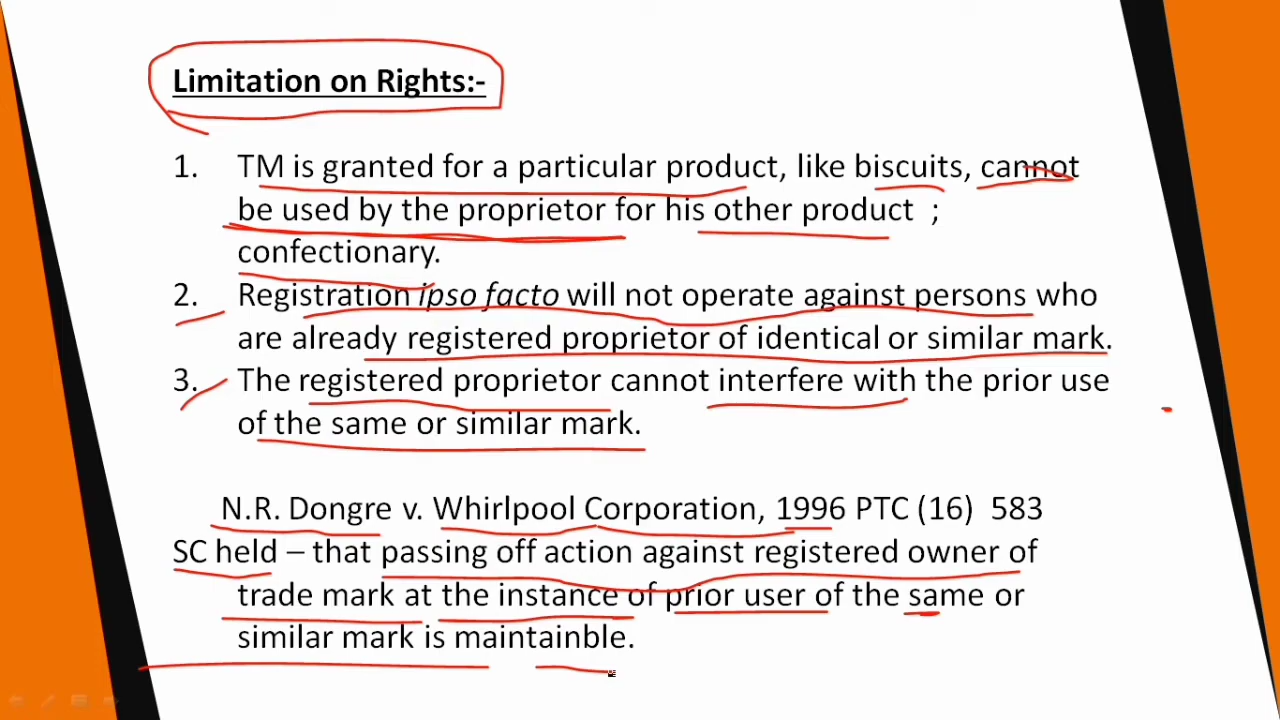 Limitation on Rights:-
1. TM is granted for a particular product, like biscuits, cannot
be used by the proprietor for his other product ;
confectionary.
2. Registration ipso facto will not operate against persons who
are already registered proprietor of identical or similar mark.
3. The registered proprietor cannot interfere with the prior use
of the same or similar mark.
N.R. Dongre v. Whirlpool Corporation, 1996 PTC (16) 583
SC held – that passing off action against registered owner of
trade mark at the instance of prior user of the same or
similar mark is maintainble.